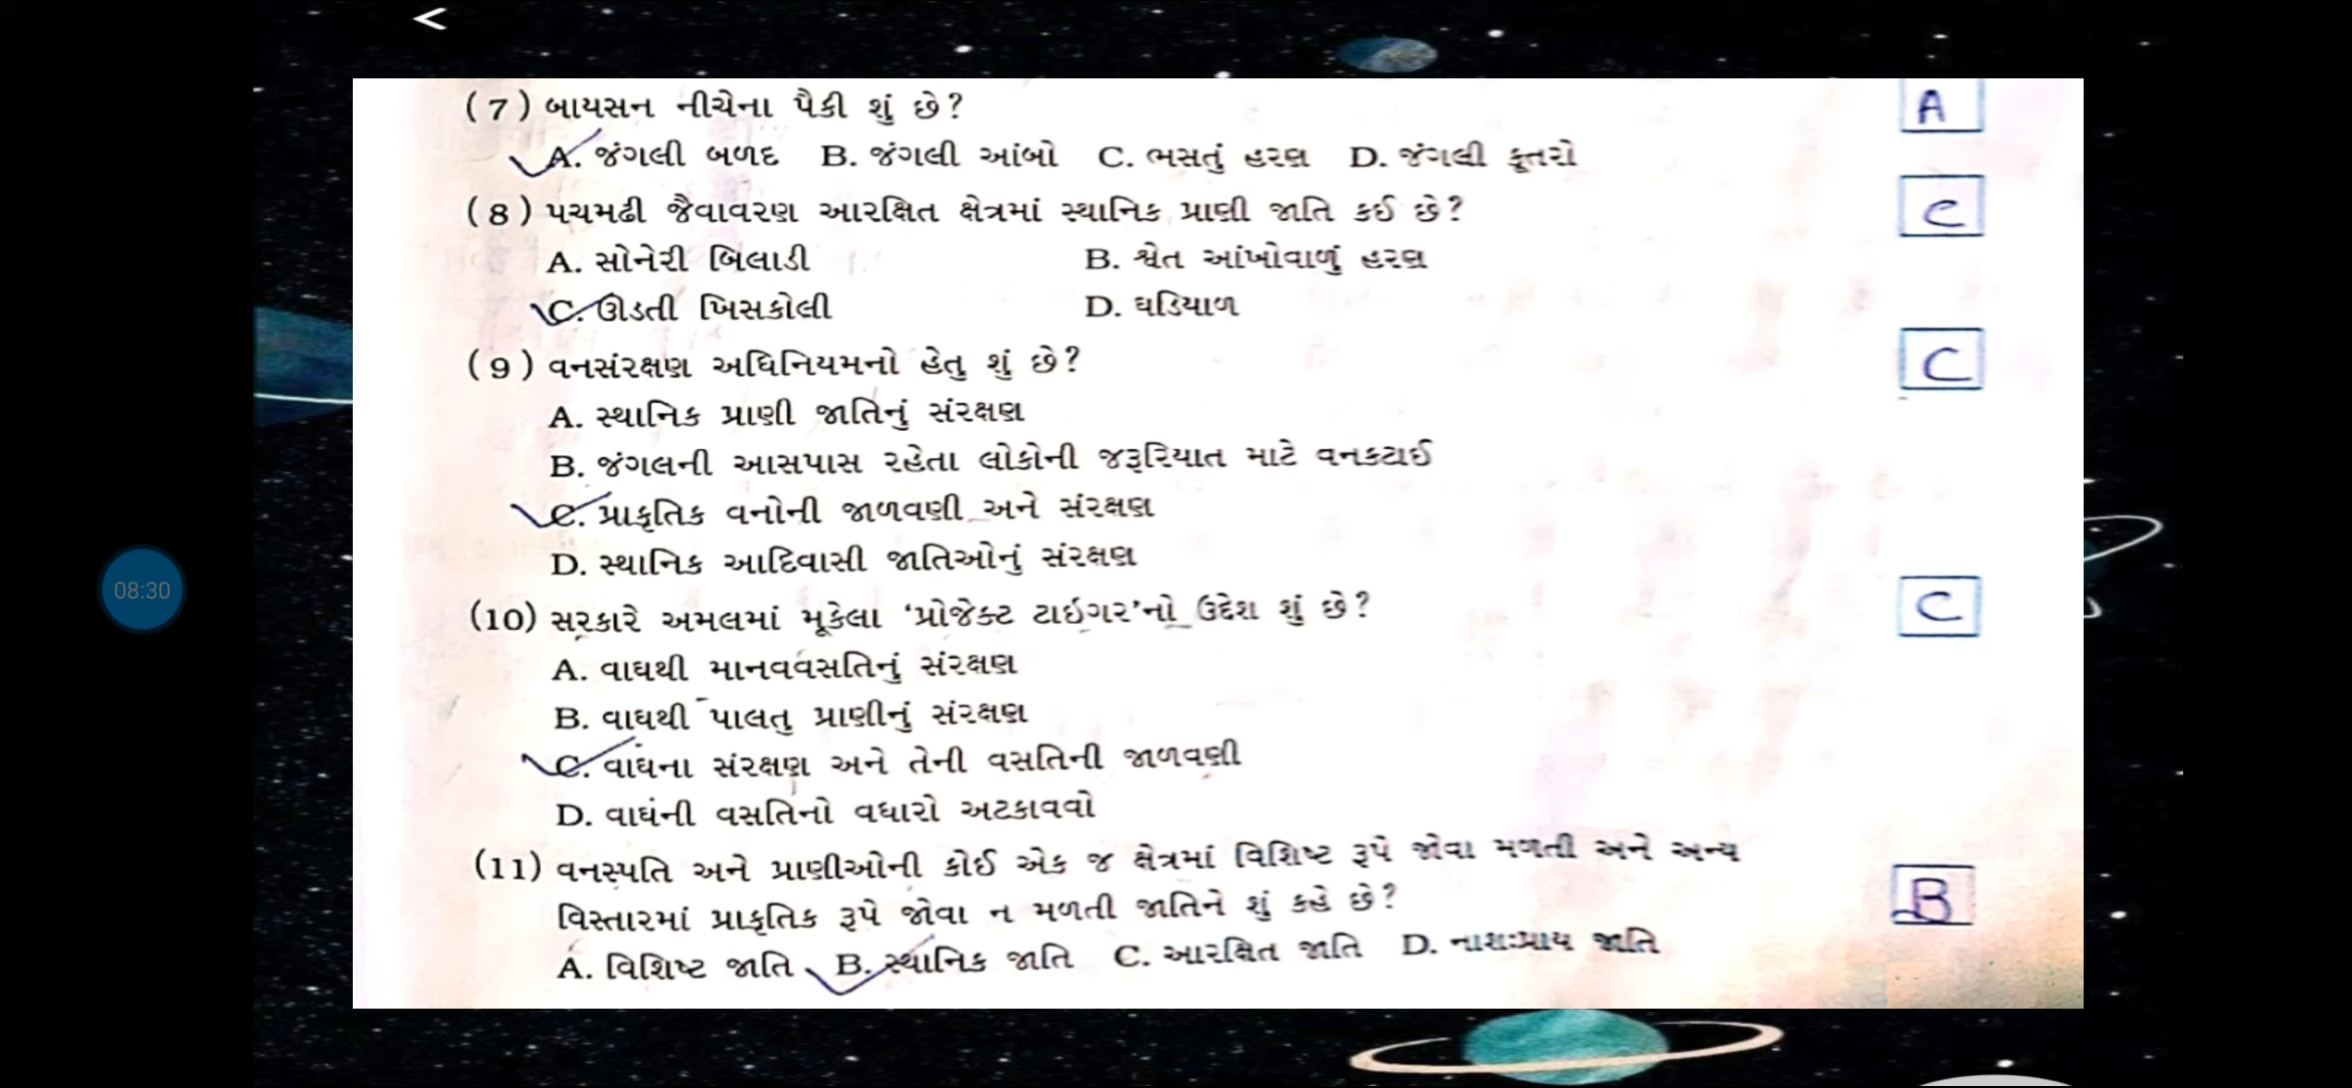 (7) બાયસન નીચેના પૈકી શું છે?
A
A. જંગલી બળદ B. જંગલી આંબો C. ભસતું હરણ D. જંગલી કૂતરો
(8) પચમઢી જૈવાવરણ આરક્ષિત ક્ષેત્રમાં સ્થાનિક પ્રાણી જાતિ કઈ છે?
C
A. સોનેરી બિલાડી B. શ્વેત આંખોવાળું હરણ
C. ઊડતી ખિસકોલી D. ઘડિયાળ
(9) વનસંરક્ષણ અધિનિયમનો હેતુ શું છે?
C
A. સ્થાનિક પ્રાણી જાતિનું સંરક્ષણ
B. જંગલની આસપાસ રહેતા લોકોની જરૂરિયાત માટે વનકટાઈ
C. પ્રાકૃતિક વનોની જાળવણી અને સંરક્ષણ
D. સ્થાનિક આદિવાસી જાતિઓનું સંરક્ષણ
08:30
(10) સરકારે અમલમાં મૂકેલા ‘પ્રોજેક્ટ ટાઇગર’નો ઉદ્દેશ શું છે?
C
A. વાઘથી માનવવસતિનું સંરક્ષણ
B. વાઘથી પાલતુ પ્રાણીનું સંરક્ષણ
C. વાઘના સંરક્ષણ અને તેની વસતિની જાળવણી
D. વાઘની વસતિનો વધારો અટકાવવો
(11) વનસ્પતિ અને પ્રાણીઓની કોઈ એક જ ક્ષેત્રમાં વિશિષ્ટ રૂપે જોવા મળતી અને અન્ય
વિસ્તારમાં પ્રાકૃતિક રૂપે જોવા ન મળતી જાતિને શું કહે છે?
B
A. વિશિષ્ટ જાતિ B. સ્થાનિક જાતિ C. આરક્ષિત જાતિ D. નાશઃપ્રાય જાતિ